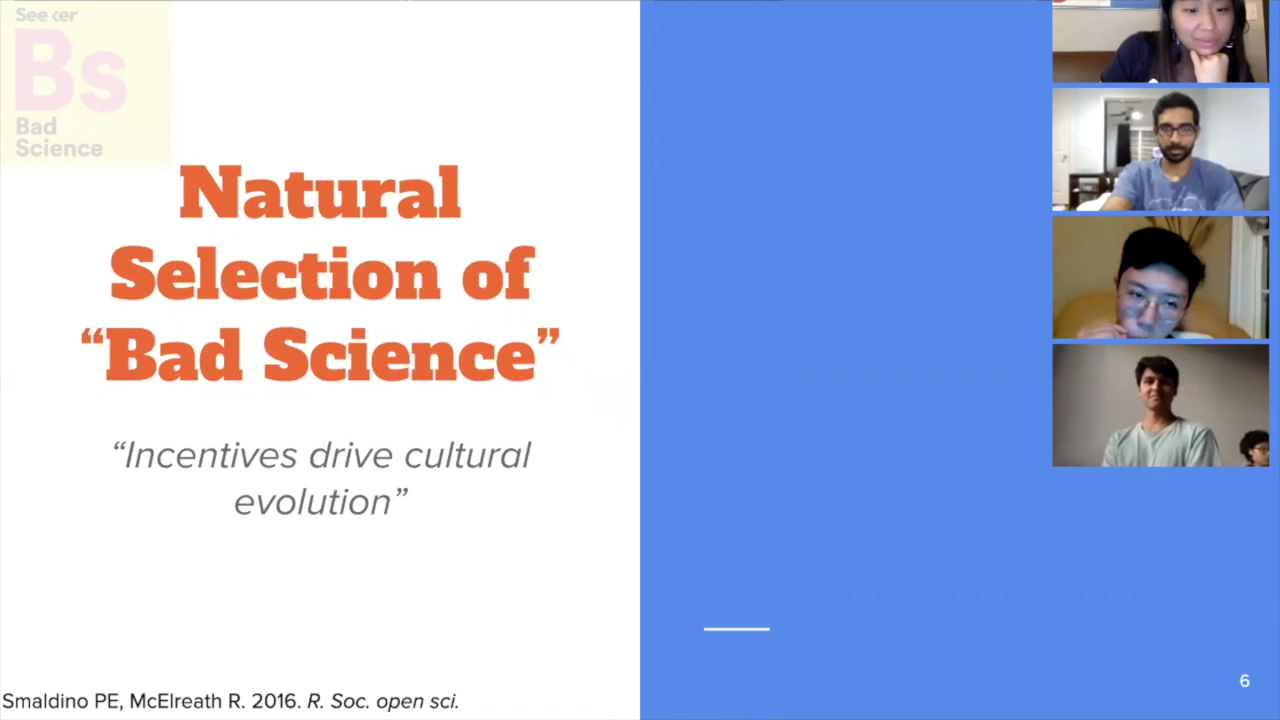 Seeker
Bs
Bad
Science
Natural
Selection of
“Bad Science”
“Incentives drive cultural
evolution”
Smaldino PE, McElreath R. 2016. R. Soc. open sci.
6